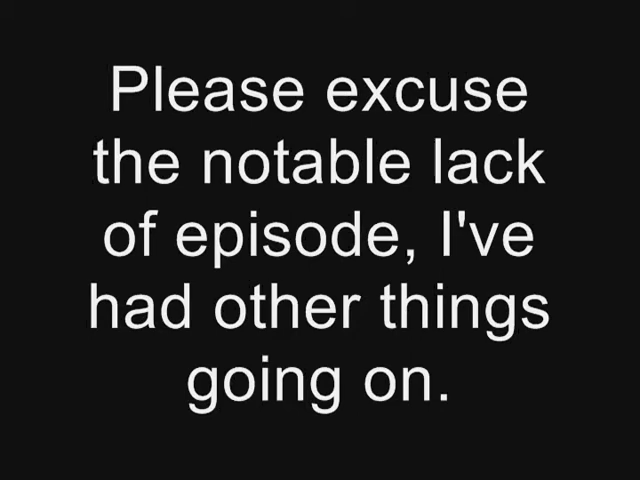 Please excuse
the notable lack
of episode, I've
had other things
going on.